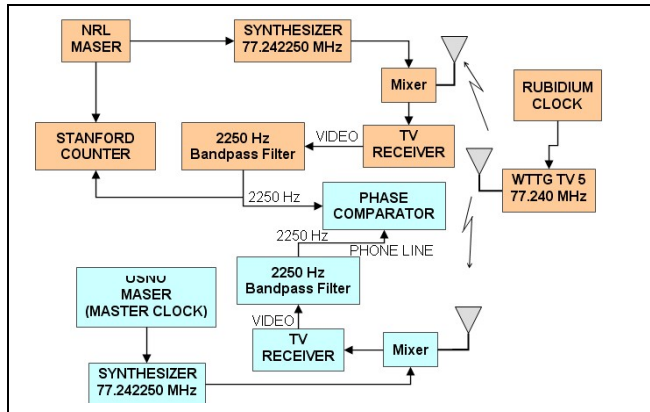 NRL
MASER
SYNTHESIZER
77.242250 MHz
Mixer
RUBIDIUM
CLOCK
STANFORD
COUNTER
2250 Hz
Bandpass Filter
VIDEO
TV
RECEIVER
WTTG TV 5
77.240 MHz
2250 Hz
PHASE
COMPARATOR
2250 Hz
PHONE LINE
USNO
MASER
(MASTER CLOCK)
2250 Hz
Bandpass Filter
VIDEO
TV
RECEIVER
Mixer
SYNTHESIZER
77.242250 MHz